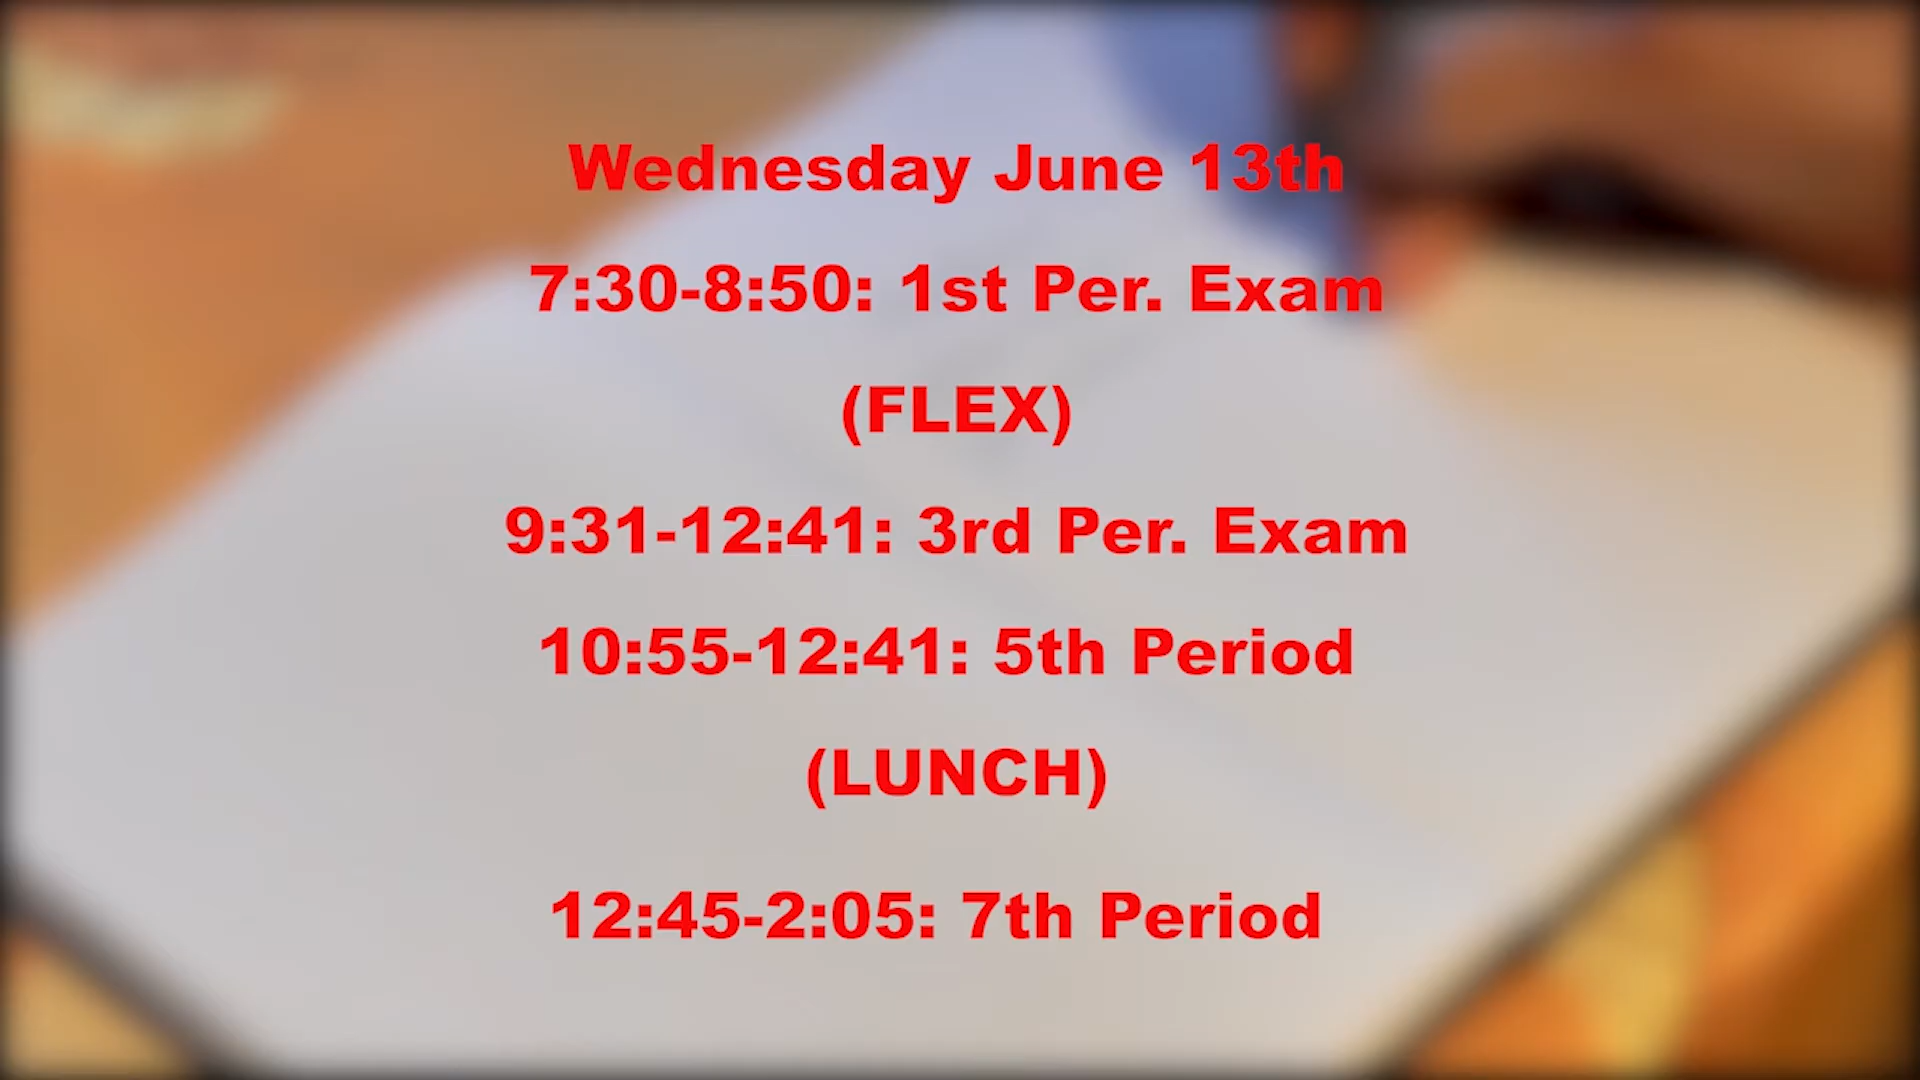 Wednesday June 13th
7:30-8:50: 1st Per. Exam
(FLEX)
9:31-12:41: 3rd Per. Exam
10:55-12:41: 5th Period
(LUNCH)
12:45-2:05: 7th Period